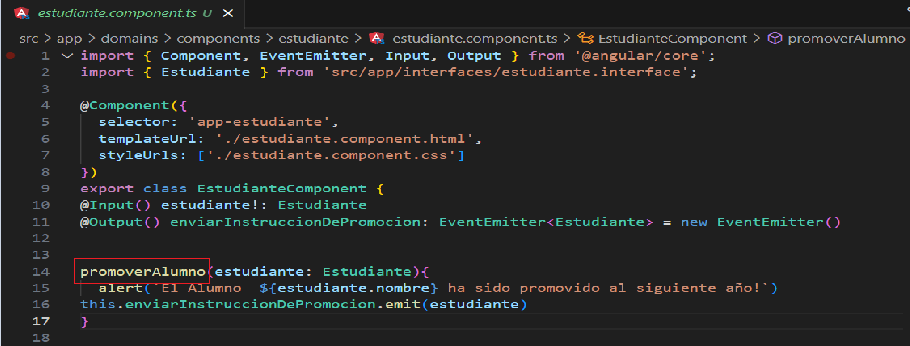 estudiante.component.ts U ×
src > app > domains > components > estudiante > estudiante.component.ts > EstudianteComponent > promoverAlumno
1 import { Component, EventEmitter, Input, Output } from '@angular/core';
2 import { Estudiante } from 'src/app/interfaces/estudiante.interface';
3
4 @Component({
5   selector: 'app-estudiante',
6   templateUrl: './estudiante.component.html',
7   styleUrls: ['./estudiante.component.css']
8 })
9 export class EstudianteComponent {
10 @Input() estudiante!: Estudiante
11 @Output() enviarInstruccionDePromocion: EventEmitter<Estudiante> = new EventEmitter()
12
13
14 promoverAlumno(estudiante: Estudiante){
15   alert(`El Alumno  ${estudiante.nombre} ha sido promovido al siguiente año!`)
16 this.enviarInstruccionDePromocion.emit(estudiante)
17 }
18